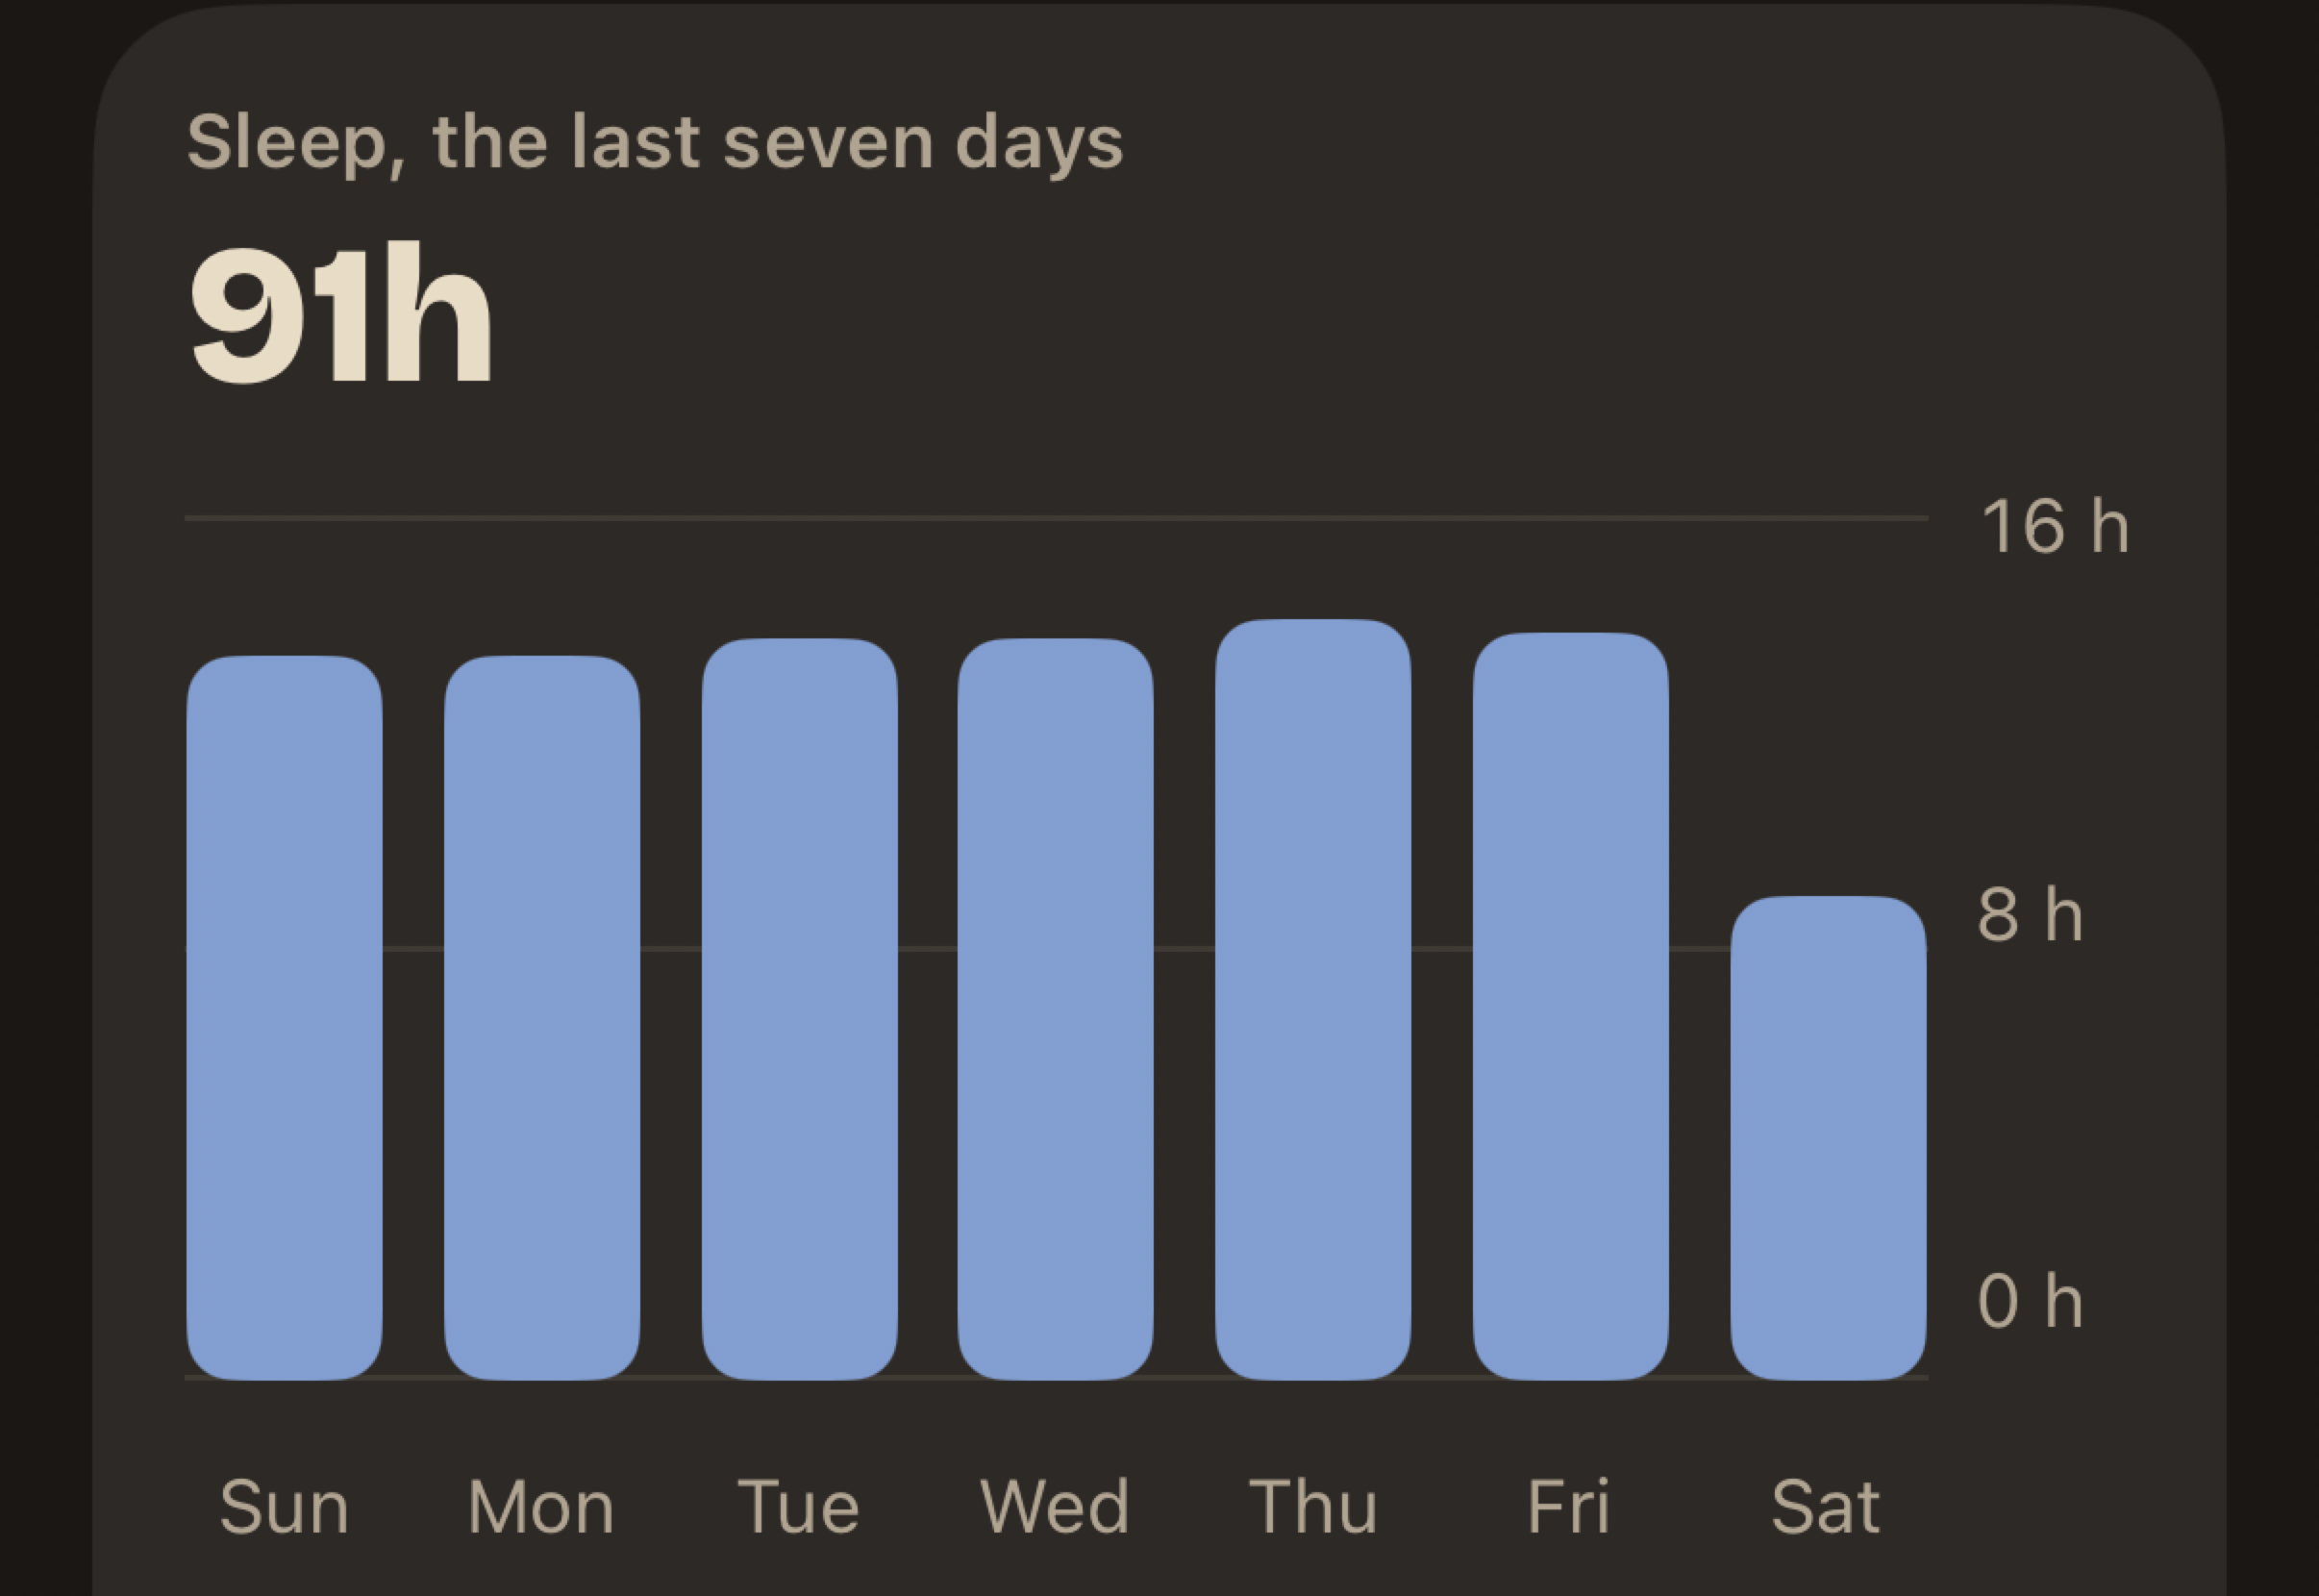 Sleep, the last seven days
91h
16 h
8 h
0 h
Sun Mon Tue Wed Thu Fri Sat